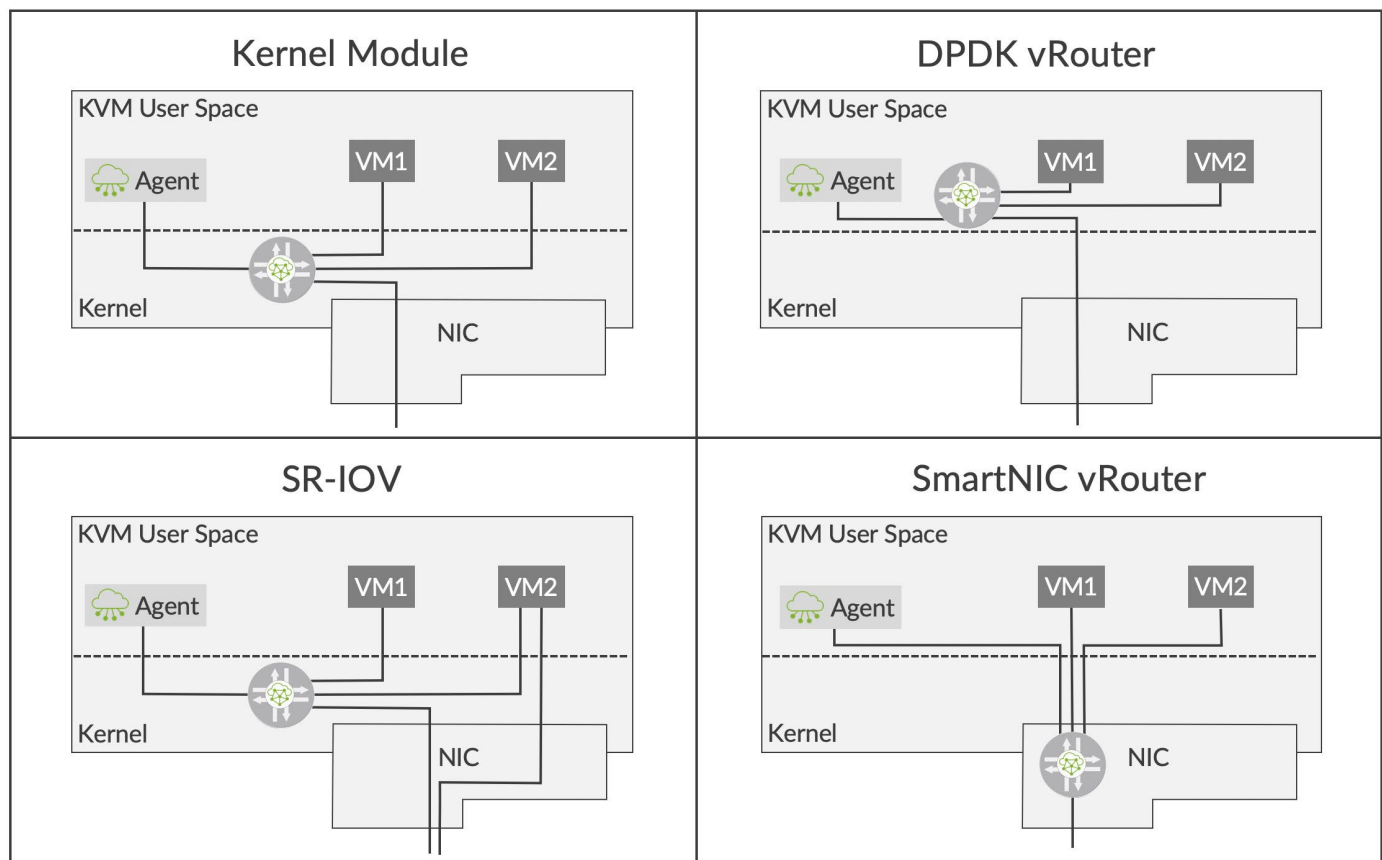 Kernel Module
KVM User Space
Agent
VM1
VM2
Kernel
NIC
DPDK vRouter
KVM User Space
Agent
VM1
VM2
Kernel
NIC
SR-IOV
KVM User Space
Agent
VM1
VM2
Kernel
NIC
SmartNIC vRouter
KVM User Space
Agent
VM1
VM2
Kernel
NIC